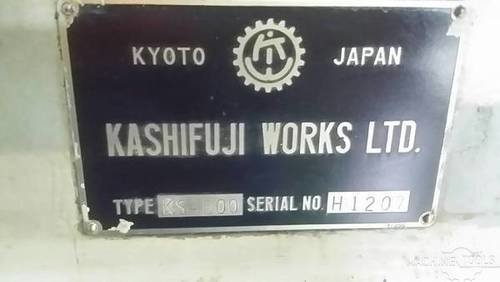 KYOTO JAPAN
KASHIFUJI WORKS LTD.
TYPE SERIAL NO. H1207